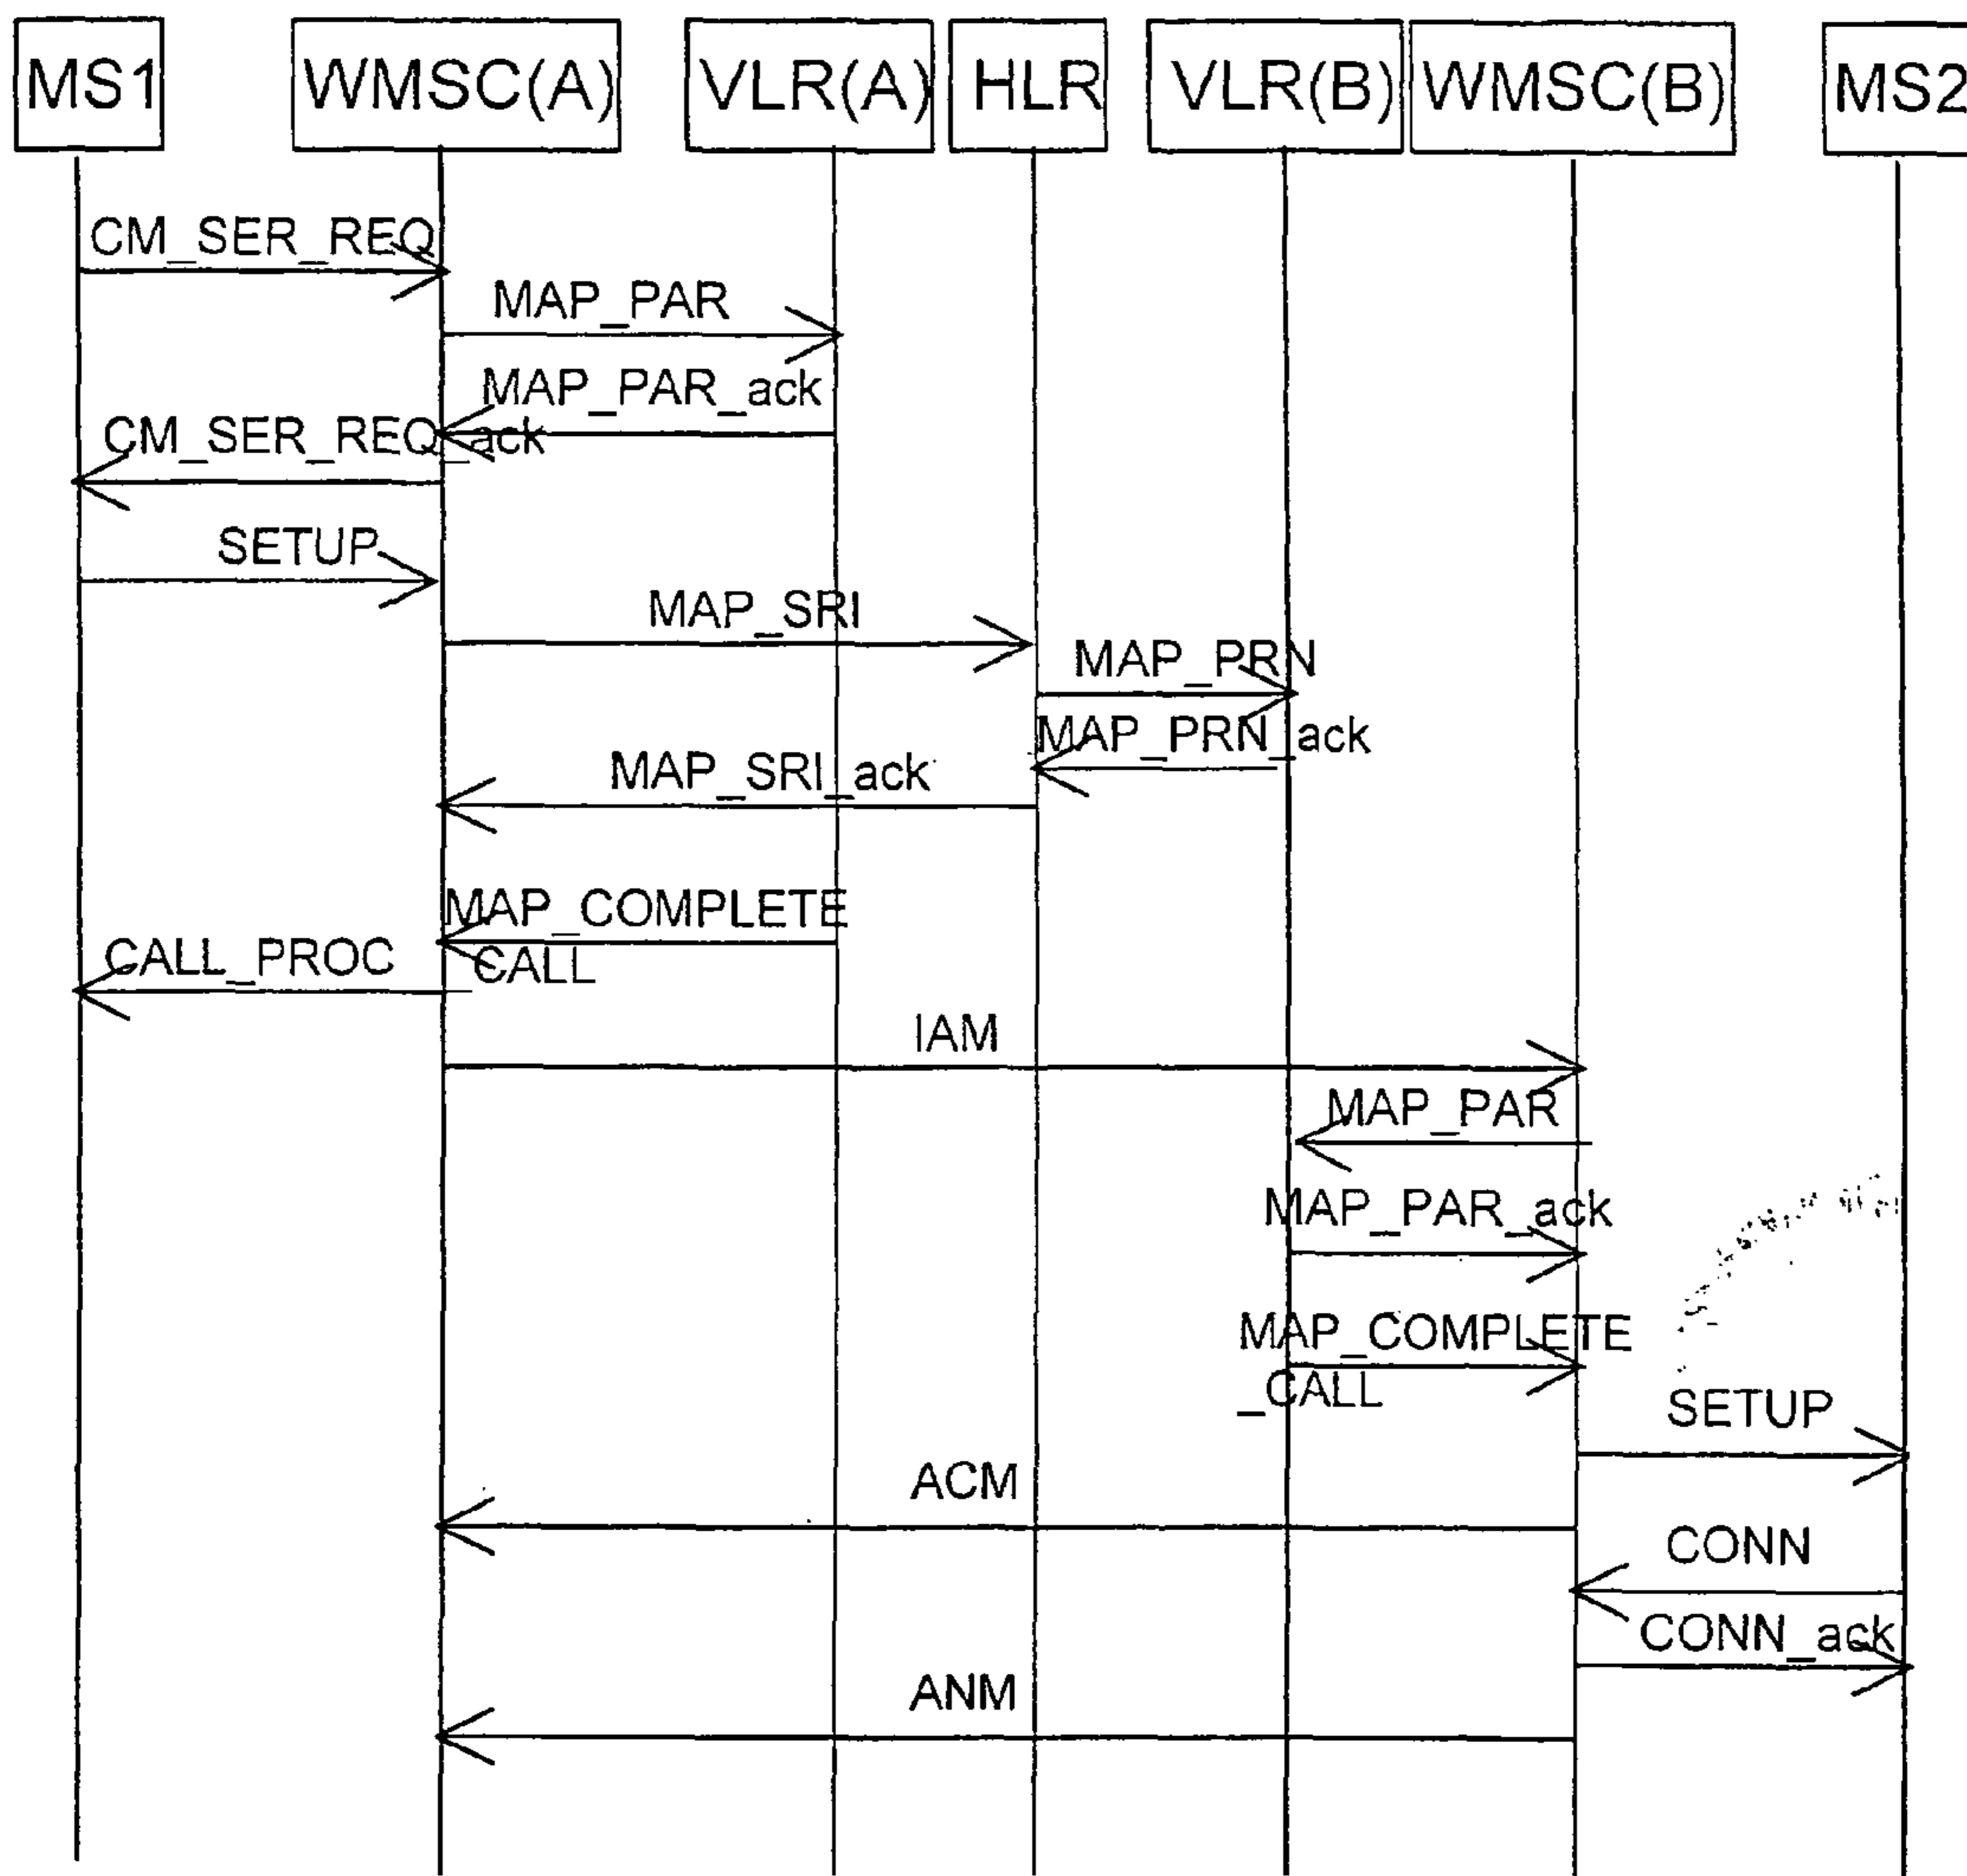 MS1 WMSC(A) VLR(A) HLR VLR(B) WMSC(B) MS2
CM_SER_REQ
MAP_PAR
MAP_PAR_ack
CM_SER_REQ_ack
SETUP
MAP_SRI
MAP_PRN
MAP_PRN_ack
MAP_SRI_ack
MAP_COMPLETE
CALL
CALL_PROC
IAM
MAP_PAR
MAP_PAR_ack
MAP_COMPLETE
_CALL
SETUP
ACM
CONN
CONN_ack
ANM